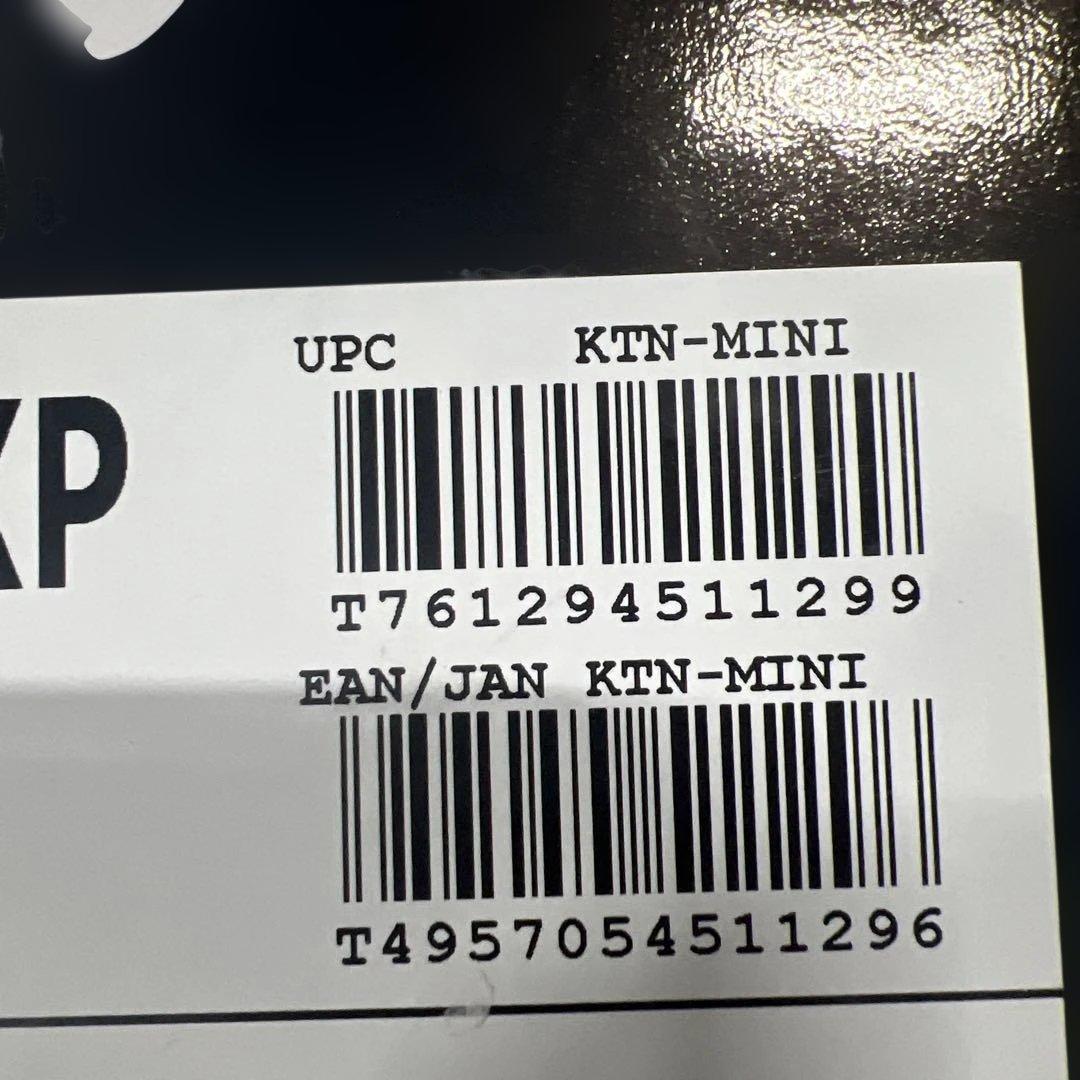 UPC KTN-MINI
XP
T761294511299
EAN/JAN KTN-MINI
T4957054511296